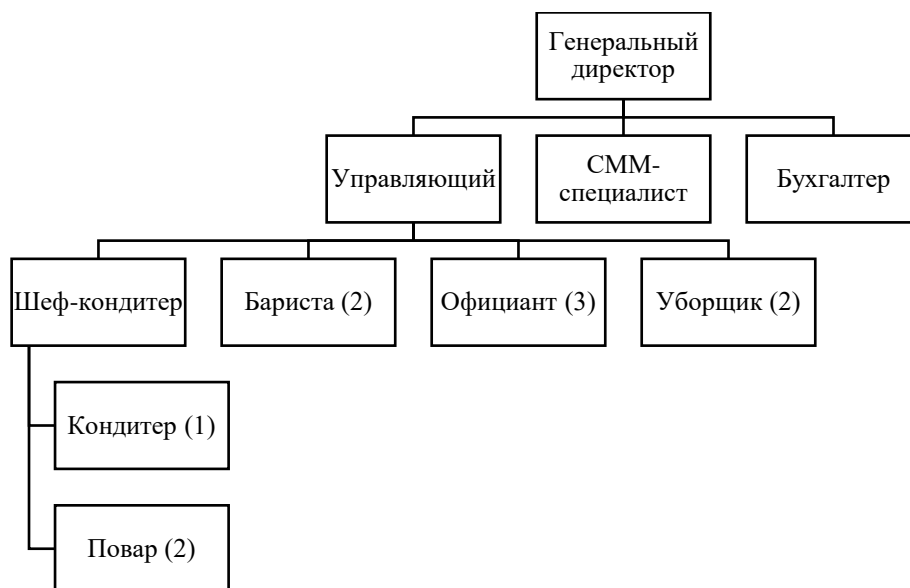 Генеральный
директор
Управляющий
СММ-
специалист
Бухгалтер
Шеф-кондитер
Бариста (2)
Официант (3)
Уборщик (2)
Кондитер (1)
Повар (2)